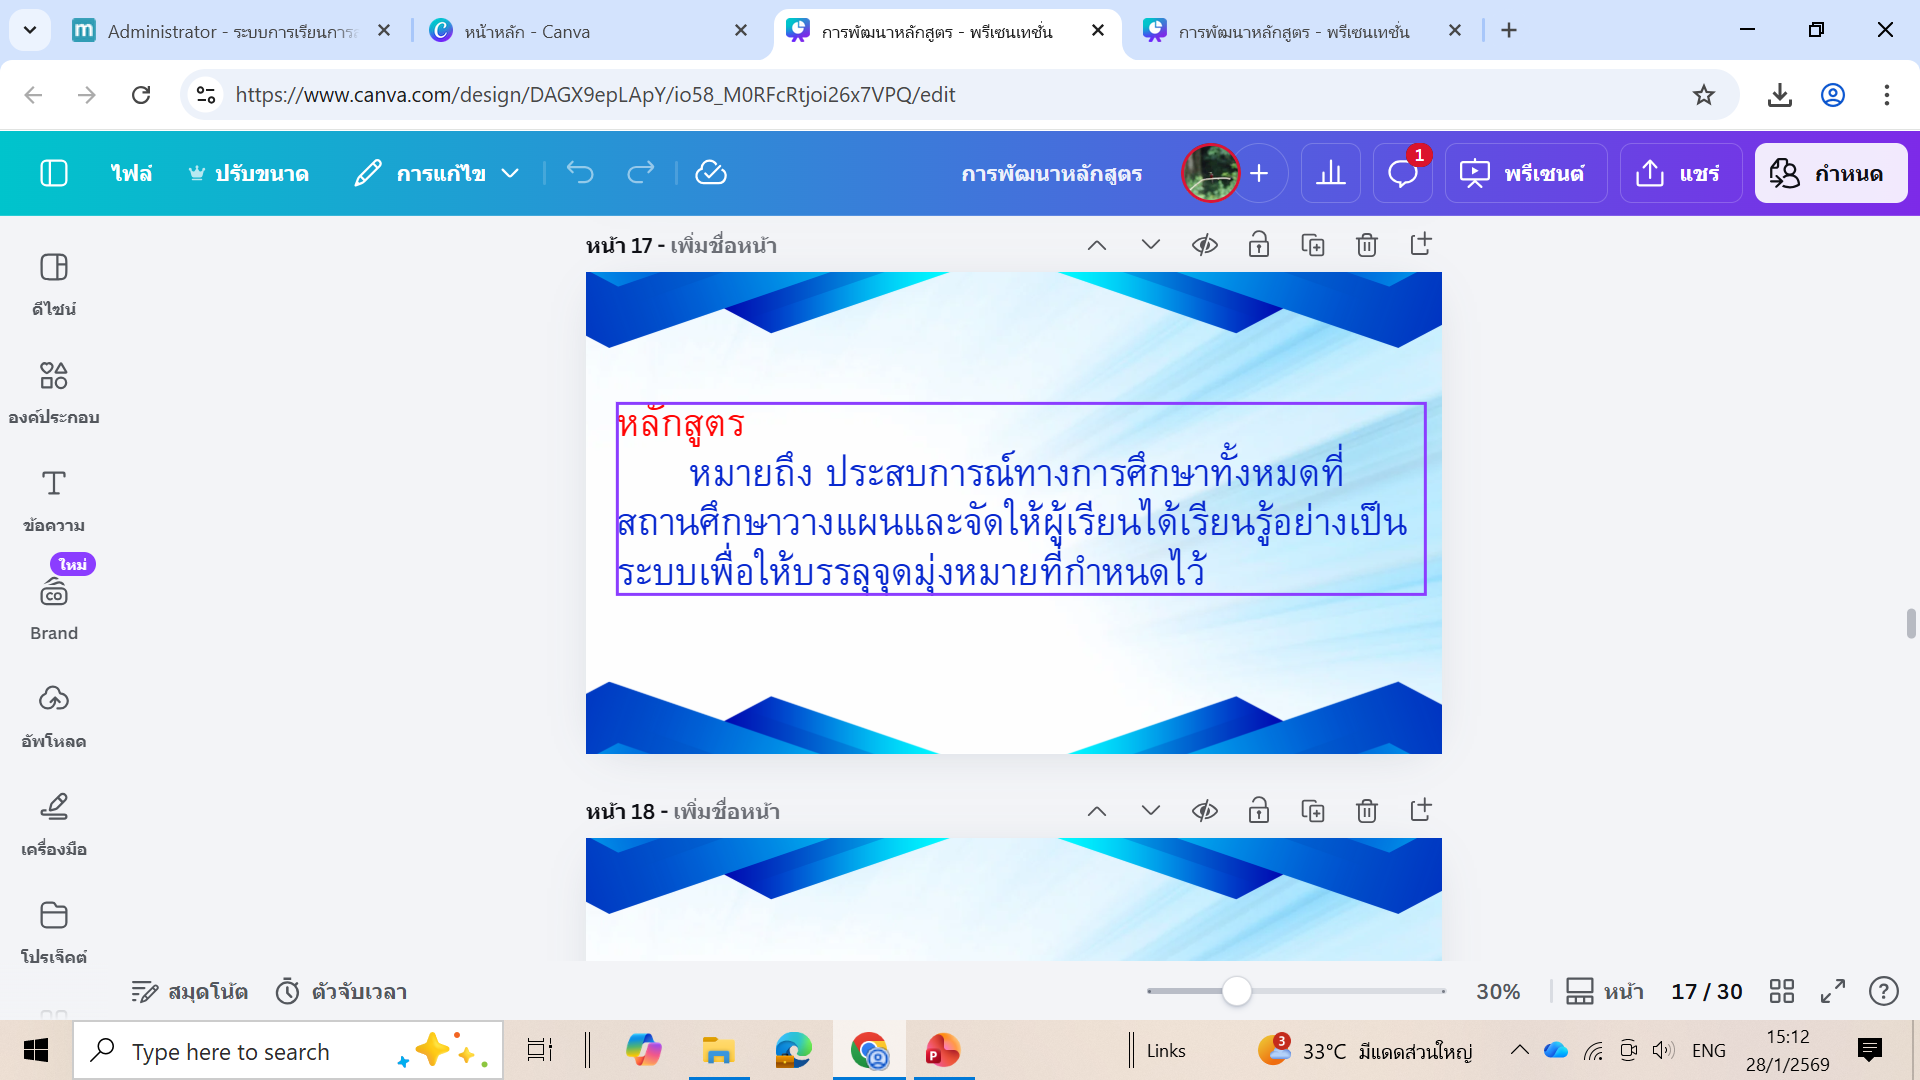 Administrator - ระบบการเรียนการส
หน้าหลัก - Canva
การพัฒนาหลักสูตร - พรีเซนเทชั่น
การพัฒนาหลักสูตร - พรีเซนเทชั่น
https://www.canva.com/design/DAGX9epLApY/io58_M0RFcRtjoi26x7VPQ/edit
ไฟล์
ปรับขนาด
การแก้ไข
การพัฒนาหลักสูตร
1
พรีเซนต์
แชร์
กำหนด
ดีไซน์
องค์ประกอบ
ข้อความ
ใหม่
Brand
อัพโหลด
เครื่องมือ
โปรเจ็คต์
หน้า 17 - เพิ่มชื่อหน้า
หลักสูตร
หมายถึง ประสบการณ์ทางการศึกษาทั้งหมดที่
สถานศึกษาวางแผนและจัดให้ผู้เรียนได้เรียนรู้อย่างเป็น
ระบบเพื่อให้บรรลุจุดมุ่งหมายที่กำหนดไว้
หน้า 18 - เพิ่มชื่อหน้า
สมุดโน้ต
ตัวจับเวลา
30%
หน้า
17 / 30
Type here to search
Links
3
33°C มีแดดส่วนใหญ่
ENG
15:12
28/1/2569